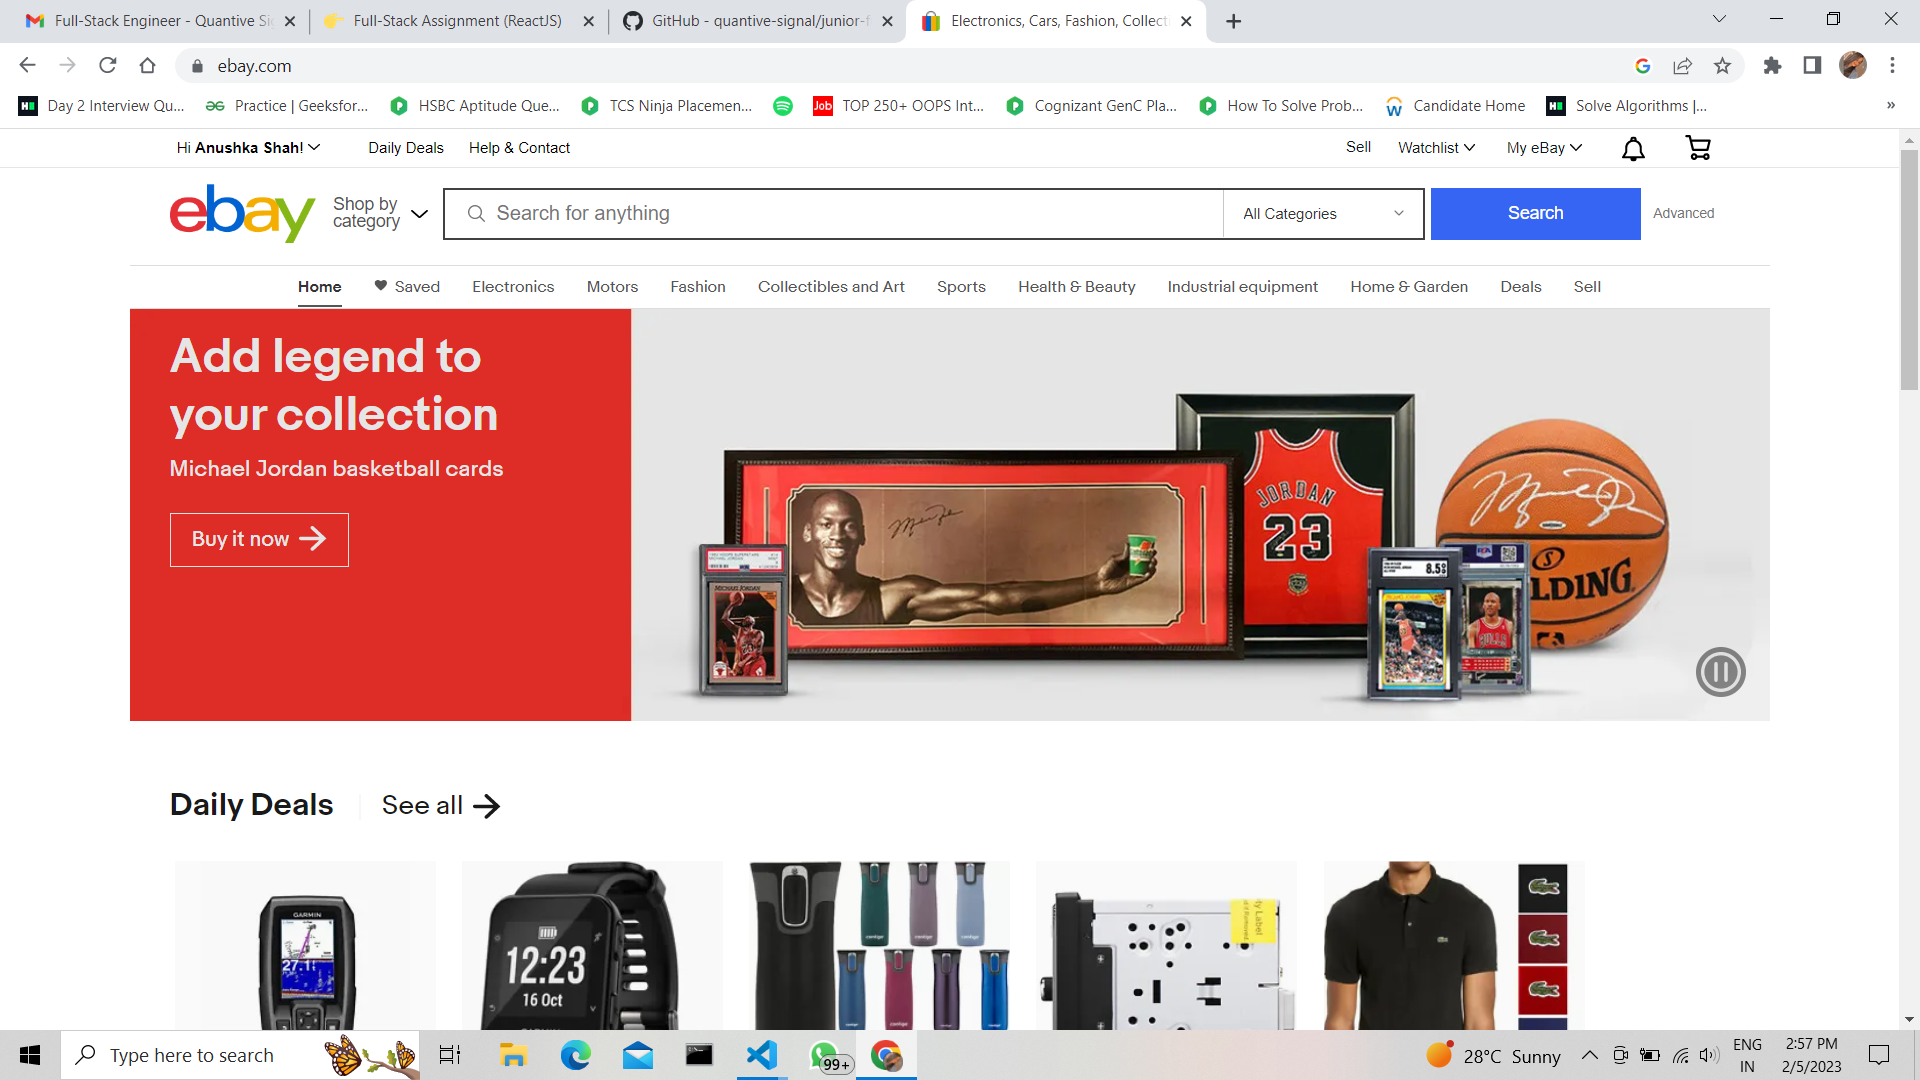 Full-Stack Engineer - Quantive Si
Full-Stack Assignment (ReactJS)
GitHub - quantive-signal/junior-f
Electronics, Cars, Fashion, Collecti
ebay.com
Day 2 Interview Qu...
Practice | Geeksfor...
HSBC Aptitude Que...
TCS Ninja Placemen...
Job
TOP 250+ OOPS Int...
Cognizant GenC Pla...
How To Solve Prob...
Candidate Home
Solve Algorithms |...
»
Hi Anushka Shah!
Daily Deals
Help & Contact
Sell
Watchlist
My eBay
ebay
Shop by
category
Search for anything
All Categories
Search
Advanced
Home
Saved
Electronics
Motors
Fashion
Collectibles and Art
Sports
Health & Beauty
Industrial equipment
Home & Garden
Deals
Sell
Add legend to
your collection
Michael Jordan basketball cards
Buy it now
JORDAN
23
8.5
BULLS
LDING
Daily Deals
See all
GARMIN
12:23
16 Oct
contigo
Type here to search
99+
28°C Sunny
ENG
IN
2:57 PM
2/5/2023